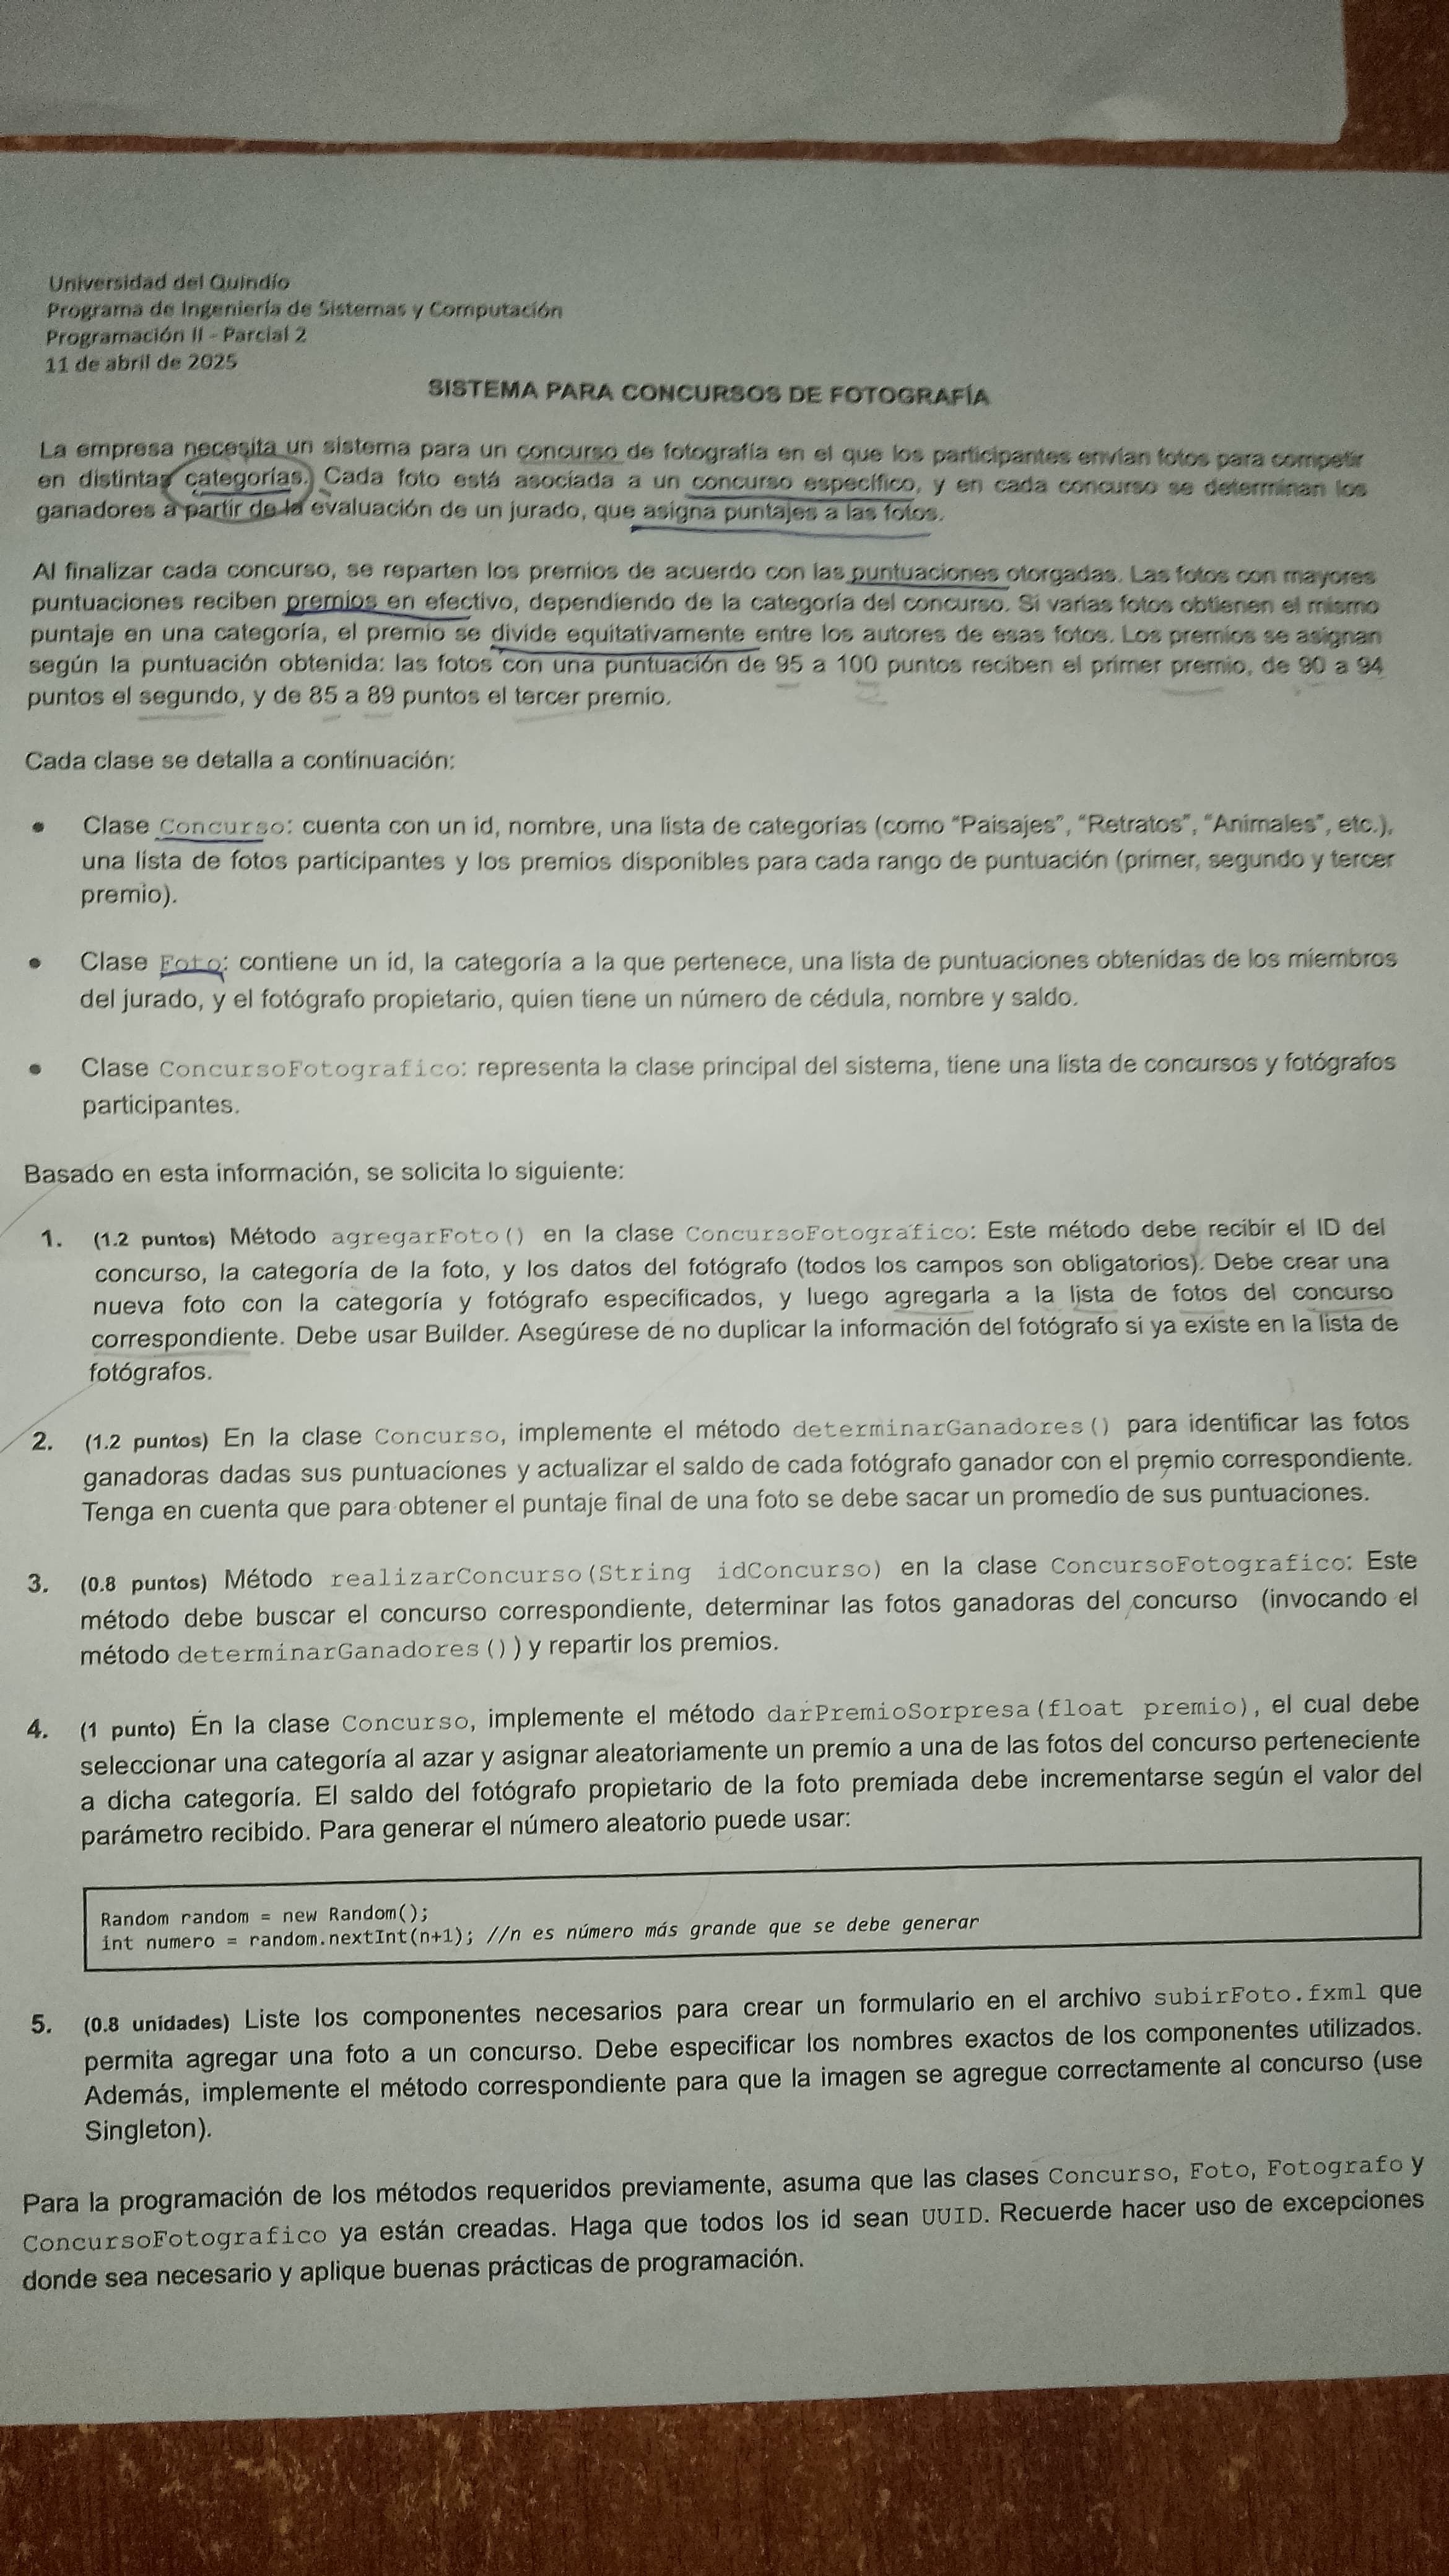 Universidad del Quindío
Programa de Ingeniería de Sistemas y Computación
Programación II - Parcial 2
11 de abril de 2025
SISTEMA PARA CONCURSOS DE FOTOGRAFÍA
La empresa necesita un sistema para un concurso de fotografía en el que los participantes envían fotos para competir
en distintas categorías. Cada foto está asociada a un concurso específico, y en cada concurso se determinan los
ganadores a partir de la evaluación de un jurado, que asigna puntajes a las fotos.
Al finalizar cada concurso, se reparten los premios de acuerdo con las puntuaciones otorgadas. Las fotos con mayores
puntuaciones reciben premios en efectivo, dependiendo de la categoría del concurso. Si varias fotos obtienen el mismo
puntaje en una categoría, el premio se divide equitativamente entre los autores de esas fotos. Los premios se asignan
según la puntuación obtenida: las fotos con una puntuación de 95 a 100 puntos reciben el primer premio, de 90 a 94
puntos el segundo, y de 85 a 89 puntos el tercer premio.
Cada clase se detalla a continuación:
• Clase Concurso: cuenta con un id, nombre, una lista de categorías (como "Paisajes", "Retratos", "Animales", etc.),
una lista de fotos participantes y los premios disponibles para cada rango de puntuación (primer, segundo y tercer
premio).
• Clase Foto: contiene un id, la categoría a la que pertenece, una lista de puntuaciones obtenidas de los miembros
del jurado, y el fotógrafo propietario, quien tiene un número de cédula, nombre y saldo.
• Clase ConcursoFotografico: representa la clase principal del sistema, tiene una lista de concursos y fotógrafos
participantes.
Basado en esta información, se solicita lo siguiente:
1. (1.2 puntos) Método agregarFoto() en la clase ConcursoFotografico: Este método debe recibir el ID del
concurso, la categoría de la foto, y los datos del fotógrafo (todos los campos son obligatorios). Debe crear una
nueva foto con la categoría y fotógrafo especificados, y luego agregarla a la lista de fotos del concurso
correspondiente. Debe usar Builder. Asegúrese de no duplicar la información del fotógrafo si ya existe en la lista de
fotógrafos.
2. (1.2 puntos) En la clase Concurso, implemente el método determinarGanadores() para identificar las fotos
ganadoras dadas sus puntuaciones y actualizar el saldo de cada fotógrafo ganador con el premio correspondiente.
Tenga en cuenta que para obtener el puntaje final de una foto se debe sacar un promedio de sus puntuaciones.
3. (0.8 puntos) Método realizarConcurso(String idConcurso) en la clase ConcursoFotografico: Este
método debe buscar el concurso correspondiente, determinar las fotos ganadoras del concurso (invocando el
método determinarGanadores()) y repartir los premios.
4. (1 punto) En la clase Concurso, implemente el método darPremioSorpresa(float premio), el cual debe
seleccionar una categoría al azar y asignar aleatoriamente un premio a una de las fotos del concurso perteneciente
a dicha categoría. El saldo del fotógrafo propietario de la foto premiada debe incrementarse según el valor del
parámetro recibido. Para generar el número aleatorio puede usar:
Random random = new Random();
int numero = random.nextInt(n+1); //n es número más grande que se debe generar
5. (0.8 unidades) Liste los componentes necesarios para crear un formulario en el archivo subirFoto.fxml que
permita agregar una foto a un concurso. Debe especificar los nombres exactos de los componentes utilizados.
Además, implemente el método correspondiente para que la imagen se agregue correctamente al concurso (use
Singleton).
Para la programación de los métodos requeridos previamente, asuma que las clases Concurso, Foto, Fotografo y
ConcursoFotografico ya están creadas. Haga que todos los id sean UUID. Recuerde hacer uso de excepciones
donde sea necesario y aplique buenas prácticas de programación.